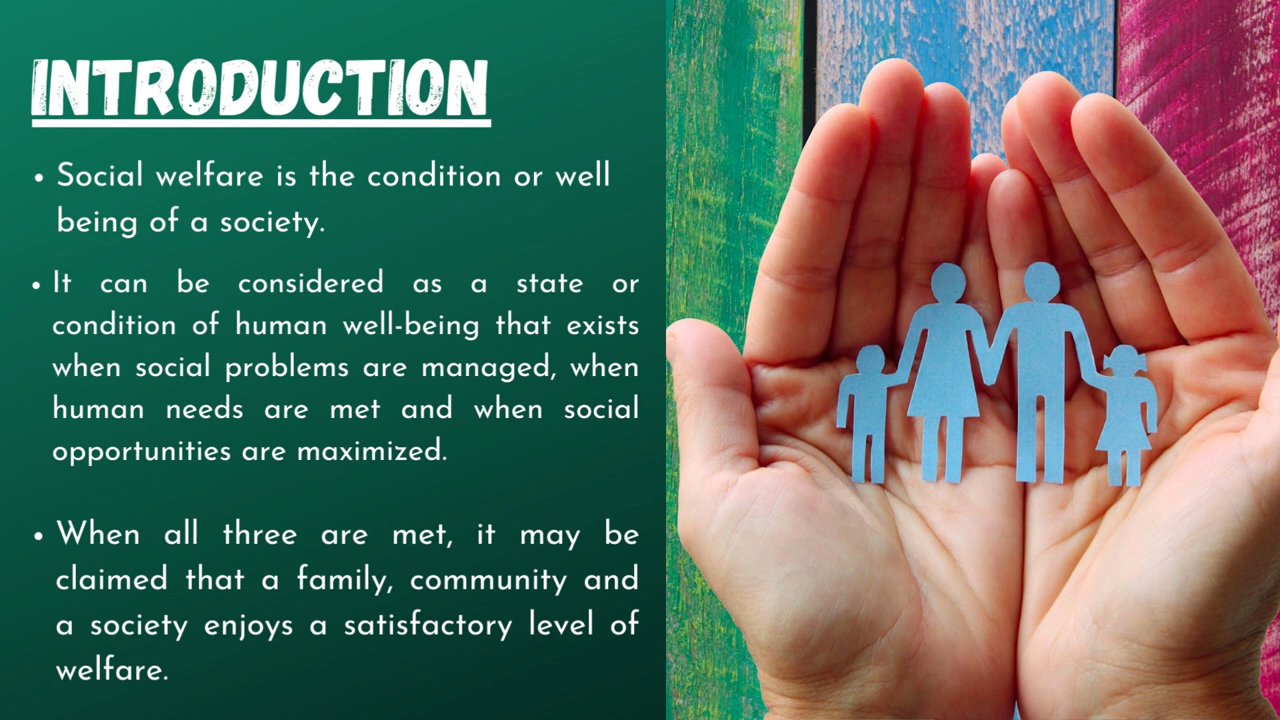 INTRODUCTION
• Social welfare is the condition or well
being of a society.
• It can be considered as a state or
condition of human well-being that exists
when social problems are managed, when
human needs are met and when social
opportunities are maximized.
• When all three are met, it may be
claimed that a family, community and
a society enjoys a satisfactory level of
welfare.